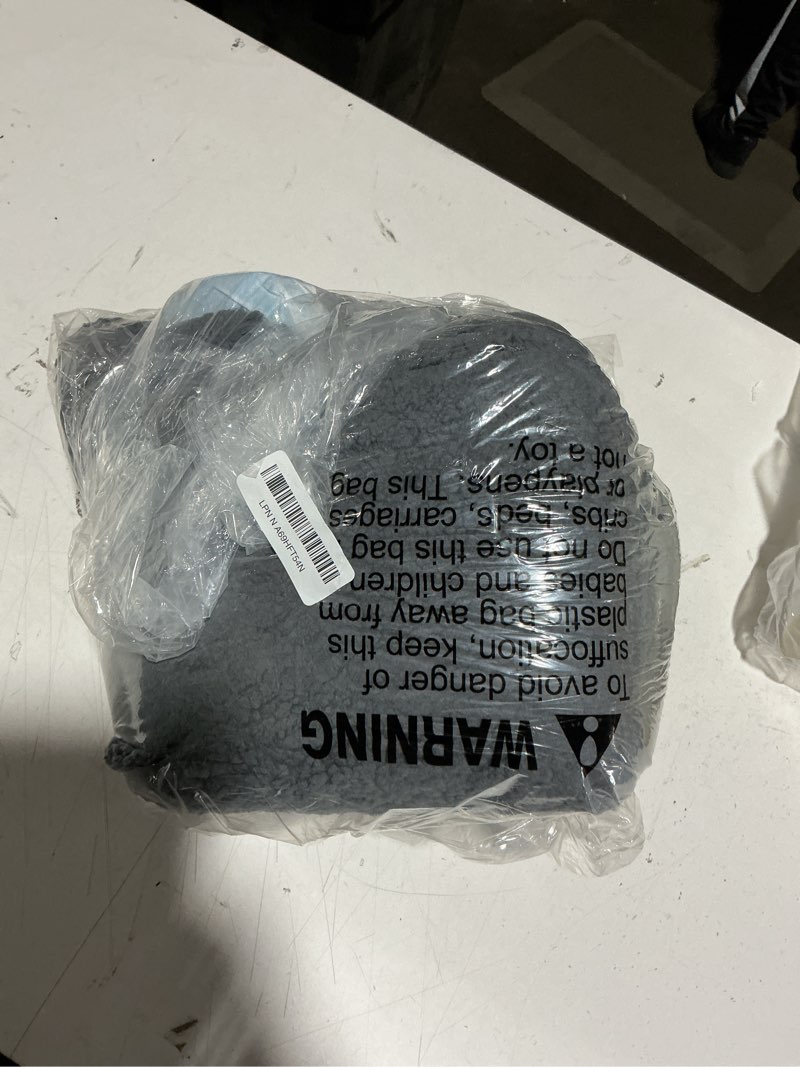 WARNING
To avoid danger of
suffocation, keep this
plastic bag away from
babies and children.
Do not use this bag
cribs, beds, carriages
or playpens. This bag
not a toy.
LPN N A69HFT54N